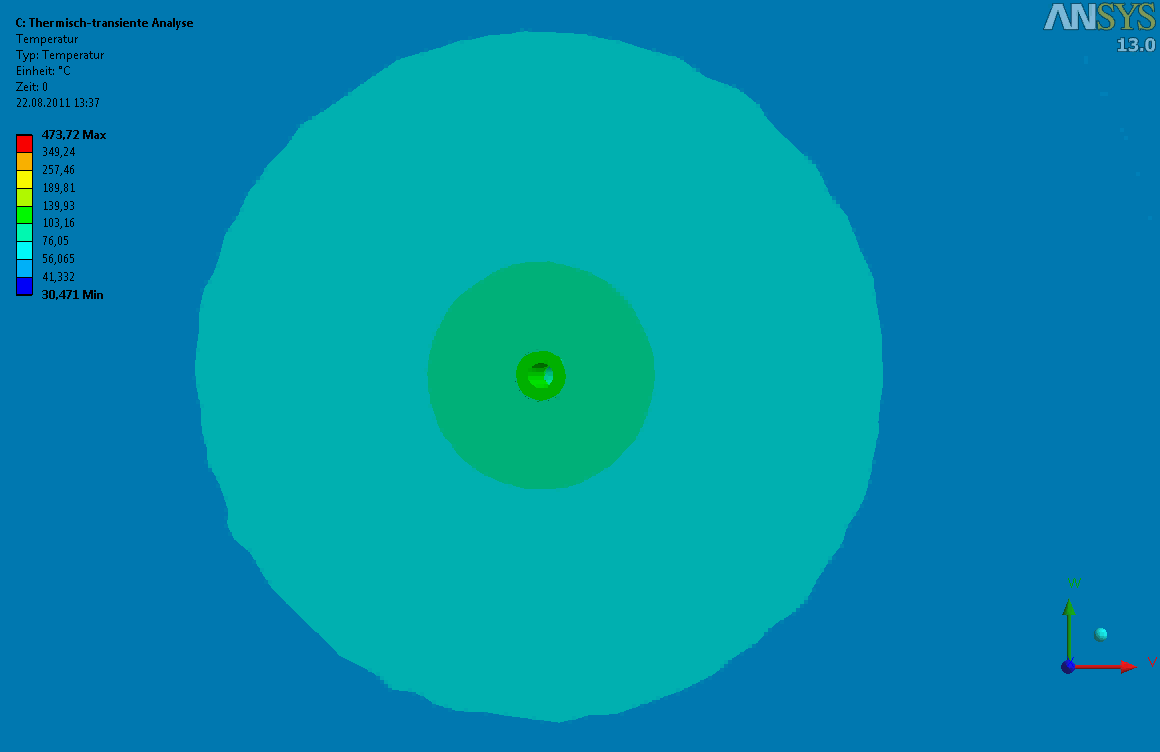 C: Thermisch-transiente Analyse
Temperatur
Typ: Temperatur
Einheit: °C
Zeit: 0
22.08.2011 13:37
473,72 Max
349,24
257,46
189,81
139,93
103,16
76,05
56,065
41,332
30,471 Min
ANSYS
13.0